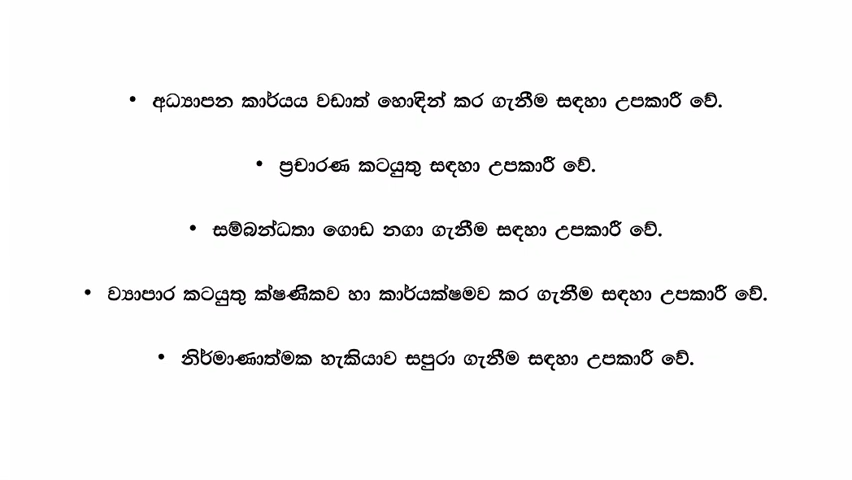 • අධ්‍යාපන කාර්යය වඩාත් හොඳින් කර ගැනීම සඳහා උපකාරී වේ.
• ප්‍රචාරණ කටයුතු සඳහා උපකාරී වේ.
• සම්බන්ධතා ගොඩ නගා ගැනීම සඳහා උපකාරී වේ.
• ව්‍යාපාර කටයුතු ක්ෂණිකව හා කාර්යක්ෂමව කර ගැනීම සඳහා උපකාරී වේ.
• නිර්මාණාත්මක හැකියාව සපුරා ගැනීම සඳහා උපකාරී වේ.